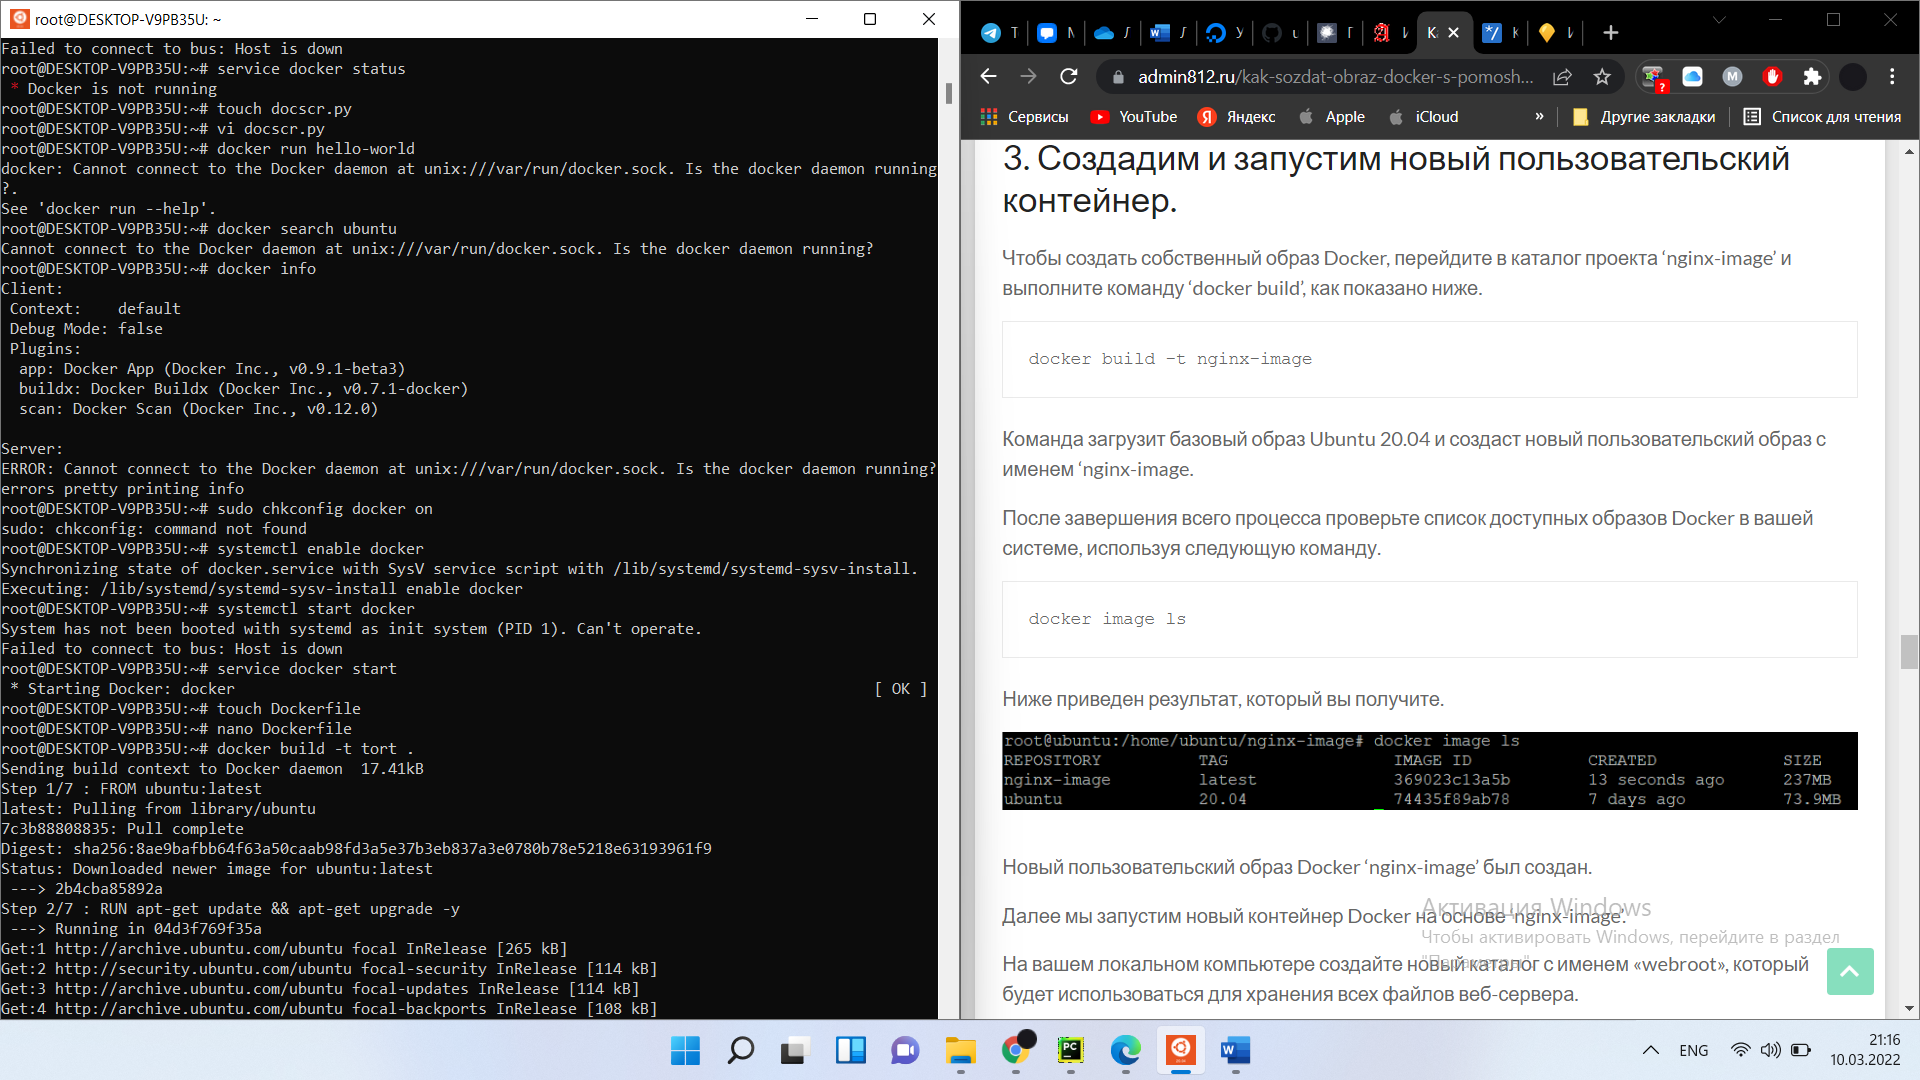 root@DESKTOP-V9PB35U: ~
Failed to connect to bus: Host is down
root@DESKTOP-V9PB35U:~# service docker status
* Docker is not running
root@DESKTOP-V9PB35U:~# touch docscr.py
root@DESKTOP-V9PB35U:~# vi docscr.py
root@DESKTOP-V9PB35U:~# docker run hello-world
docker: Cannot connect to the Docker daemon at unix:///var/run/docker.sock. Is the docker daemon running
?.
See 'docker run --help'.
root@DESKTOP-V9PB35U:~# docker search ubuntu
Cannot connect to the Docker daemon at unix:///var/run/docker.sock. Is the docker daemon running?
root@DESKTOP-V9PB35U:~# docker info
Client:
Context:    default
Debug Mode: false
Plugins:
app: Docker App (Docker Inc., v0.9.1-beta3)
buildx: Docker Buildx (Docker Inc., v0.7.1-docker)
scan: Docker Scan (Docker Inc., v0.12.0)
Server:
ERROR: Cannot connect to the Docker daemon at unix:///var/run/docker.sock. Is the docker daemon running?
errors pretty printing info
root@DESKTOP-V9PB35U:~# sudo chkconfig docker on
sudo: chkconfig: command not found
root@DESKTOP-V9PB35U:~# systemctl enable docker
Synchronizing state of docker.service with SysV service script with /lib/systemd/systemd-sysv-install.
Executing: /lib/systemd/systemd-sysv-install enable docker
root@DESKTOP-V9PB35U:~# systemctl start docker
System has not been booted with systemd as init system (PID 1). Can't operate.
Failed to connect to bus: Host is down
root@DESKTOP-V9PB35U:~# service docker start
* Starting Docker: docker [ OK ]
root@DESKTOP-V9PB35U:~# touch Dockerfile
root@DESKTOP-V9PB35U:~# nano Dockerfile
root@DESKTOP-V9PB35U:~# docker build -t tort .
Sending build context to Docker daemon  17.41kB
Step 1/7 : FROM ubuntu:latest
latest: Pulling from library/ubuntu
7c3b88808835: Pull complete
Digest: sha256:8ae9bafbb64f63a50caab98fd3a5e37b3eb837a3e0780b78e5218e63193961f9
Status: Downloaded newer image for ubuntu:latest
---> 2b4cba85892a
Step 2/7 : RUN apt-get update && apt-get upgrade -y
---> Running in 04d3f769f35a
Get:1 http://archive.ubuntu.com/ubuntu focal InRelease [265 kB]
Get:2 http://security.ubuntu.com/ubuntu focal-security InRelease [114 kB]
Get:3 http://archive.ubuntu.com/ubuntu focal-updates InRelease [114 kB]
Get:4 http://archive.ubuntu.com/ubuntu focal-backports InRelease [108 kB]
admin812.ru/kak-sozdat-obraz-docker-s-pomosh...
Сервисы YouTube Яндекс Apple iCloud » Другие закладки Список для чтения
3. Создадим и запустим новый пользовательский
контейнер.
Чтобы создать собственный образ Docker, перейдите в каталог проекта ‘nginx-image’ и
выполните команду ‘docker build’, как показано ниже.
docker build -t nginx-image
Команда загрузит базовый образ Ubuntu 20.04 и создаст новый пользовательский образ с
именем ‘nginx-image.
После завершения всего процесса проверьте список доступных образов Docker в вашей
системе, используя следующую команду.
docker image ls
Ниже приведен результат, который вы получите.
root@ubuntu:/home/ubuntu/nginx-image# docker image ls
REPOSITORY TAG IMAGE ID CREATED SIZE
nginx-image latest 369023c13a5b 13 seconds ago 237MB
ubuntu 20.04 74435f89ab78 7 days ago 73.9MB
Новый пользовательский образ Docker ‘nginx-image’ был создан.
Далее мы запустим новый контейнер Docker на основе ‘nginx-image’.
Активация Windows
Чтобы активировать Windows, перейдите в раздел
"Параметры".
На вашем локальном компьютере создайте новый каталог с именем «webroot», который
будет использоваться для хранения всех файлов веб-сервера.
ENG
21:16
10.03.2022